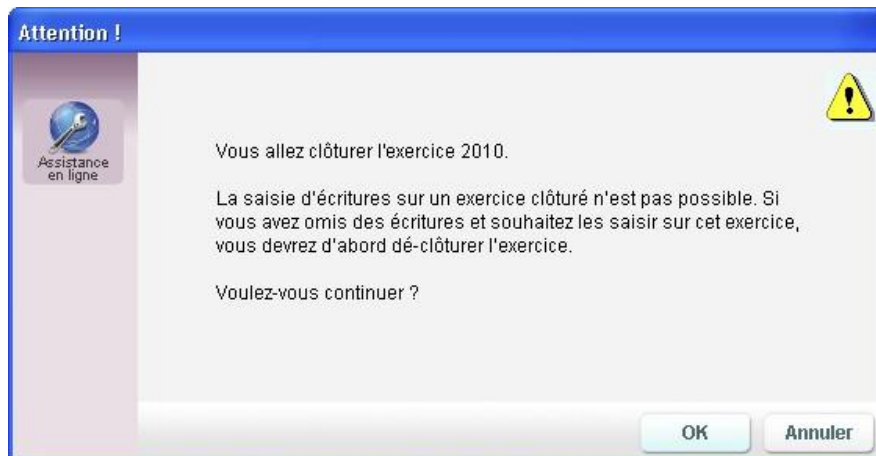 Attention !
Assistance
en ligne
Vous allez clôturer l'exercice 2010.
La saisie d'écritures sur un exercice clôturé n'est pas possible. Si
vous avez omis des écritures et souhaitez les saisir sur cet exercice,
vous devrez d'abord dé-clôturer l'exercice.
Voulez-vous continuer ?
OK
Annuler